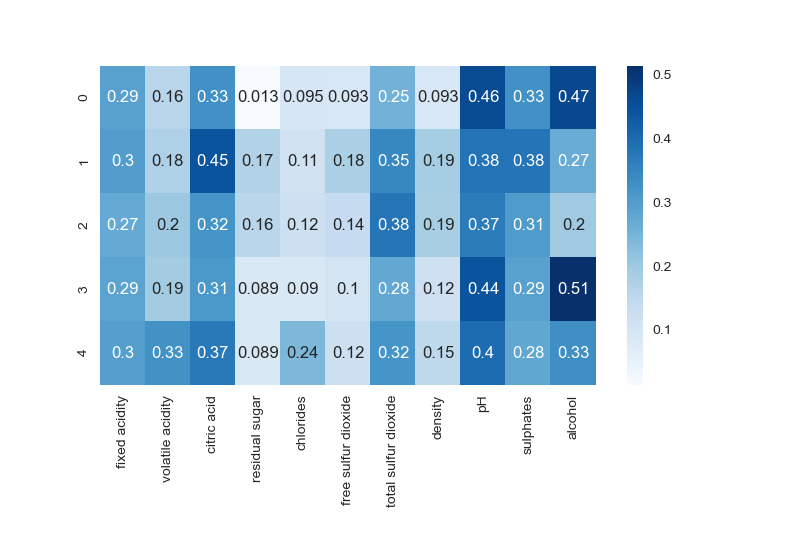 0 0.29 0.16 0.33 0.013 0.095 0.093 0.25 0.093 0.46 0.33 0.47
1 0.3 0.18 0.45 0.17 0.11 0.18 0.35 0.19 0.38 0.38 0.27
2 0.27 0.2 0.32 0.16 0.12 0.14 0.38 0.19 0.37 0.31 0.2
3 0.29 0.19 0.31 0.089 0.09 0.1 0.28 0.12 0.44 0.29 0.51
4 0.3 0.33 0.37 0.089 0.24 0.12 0.32 0.15 0.4 0.28 0.33
fixed acidity
volatile acidity
citric acid
residual sugar
chlorides
free sulfur dioxide
total sulfur dioxide
density
pH
sulphates
alcohol
0.5
0.4
0.3
0.2
0.1